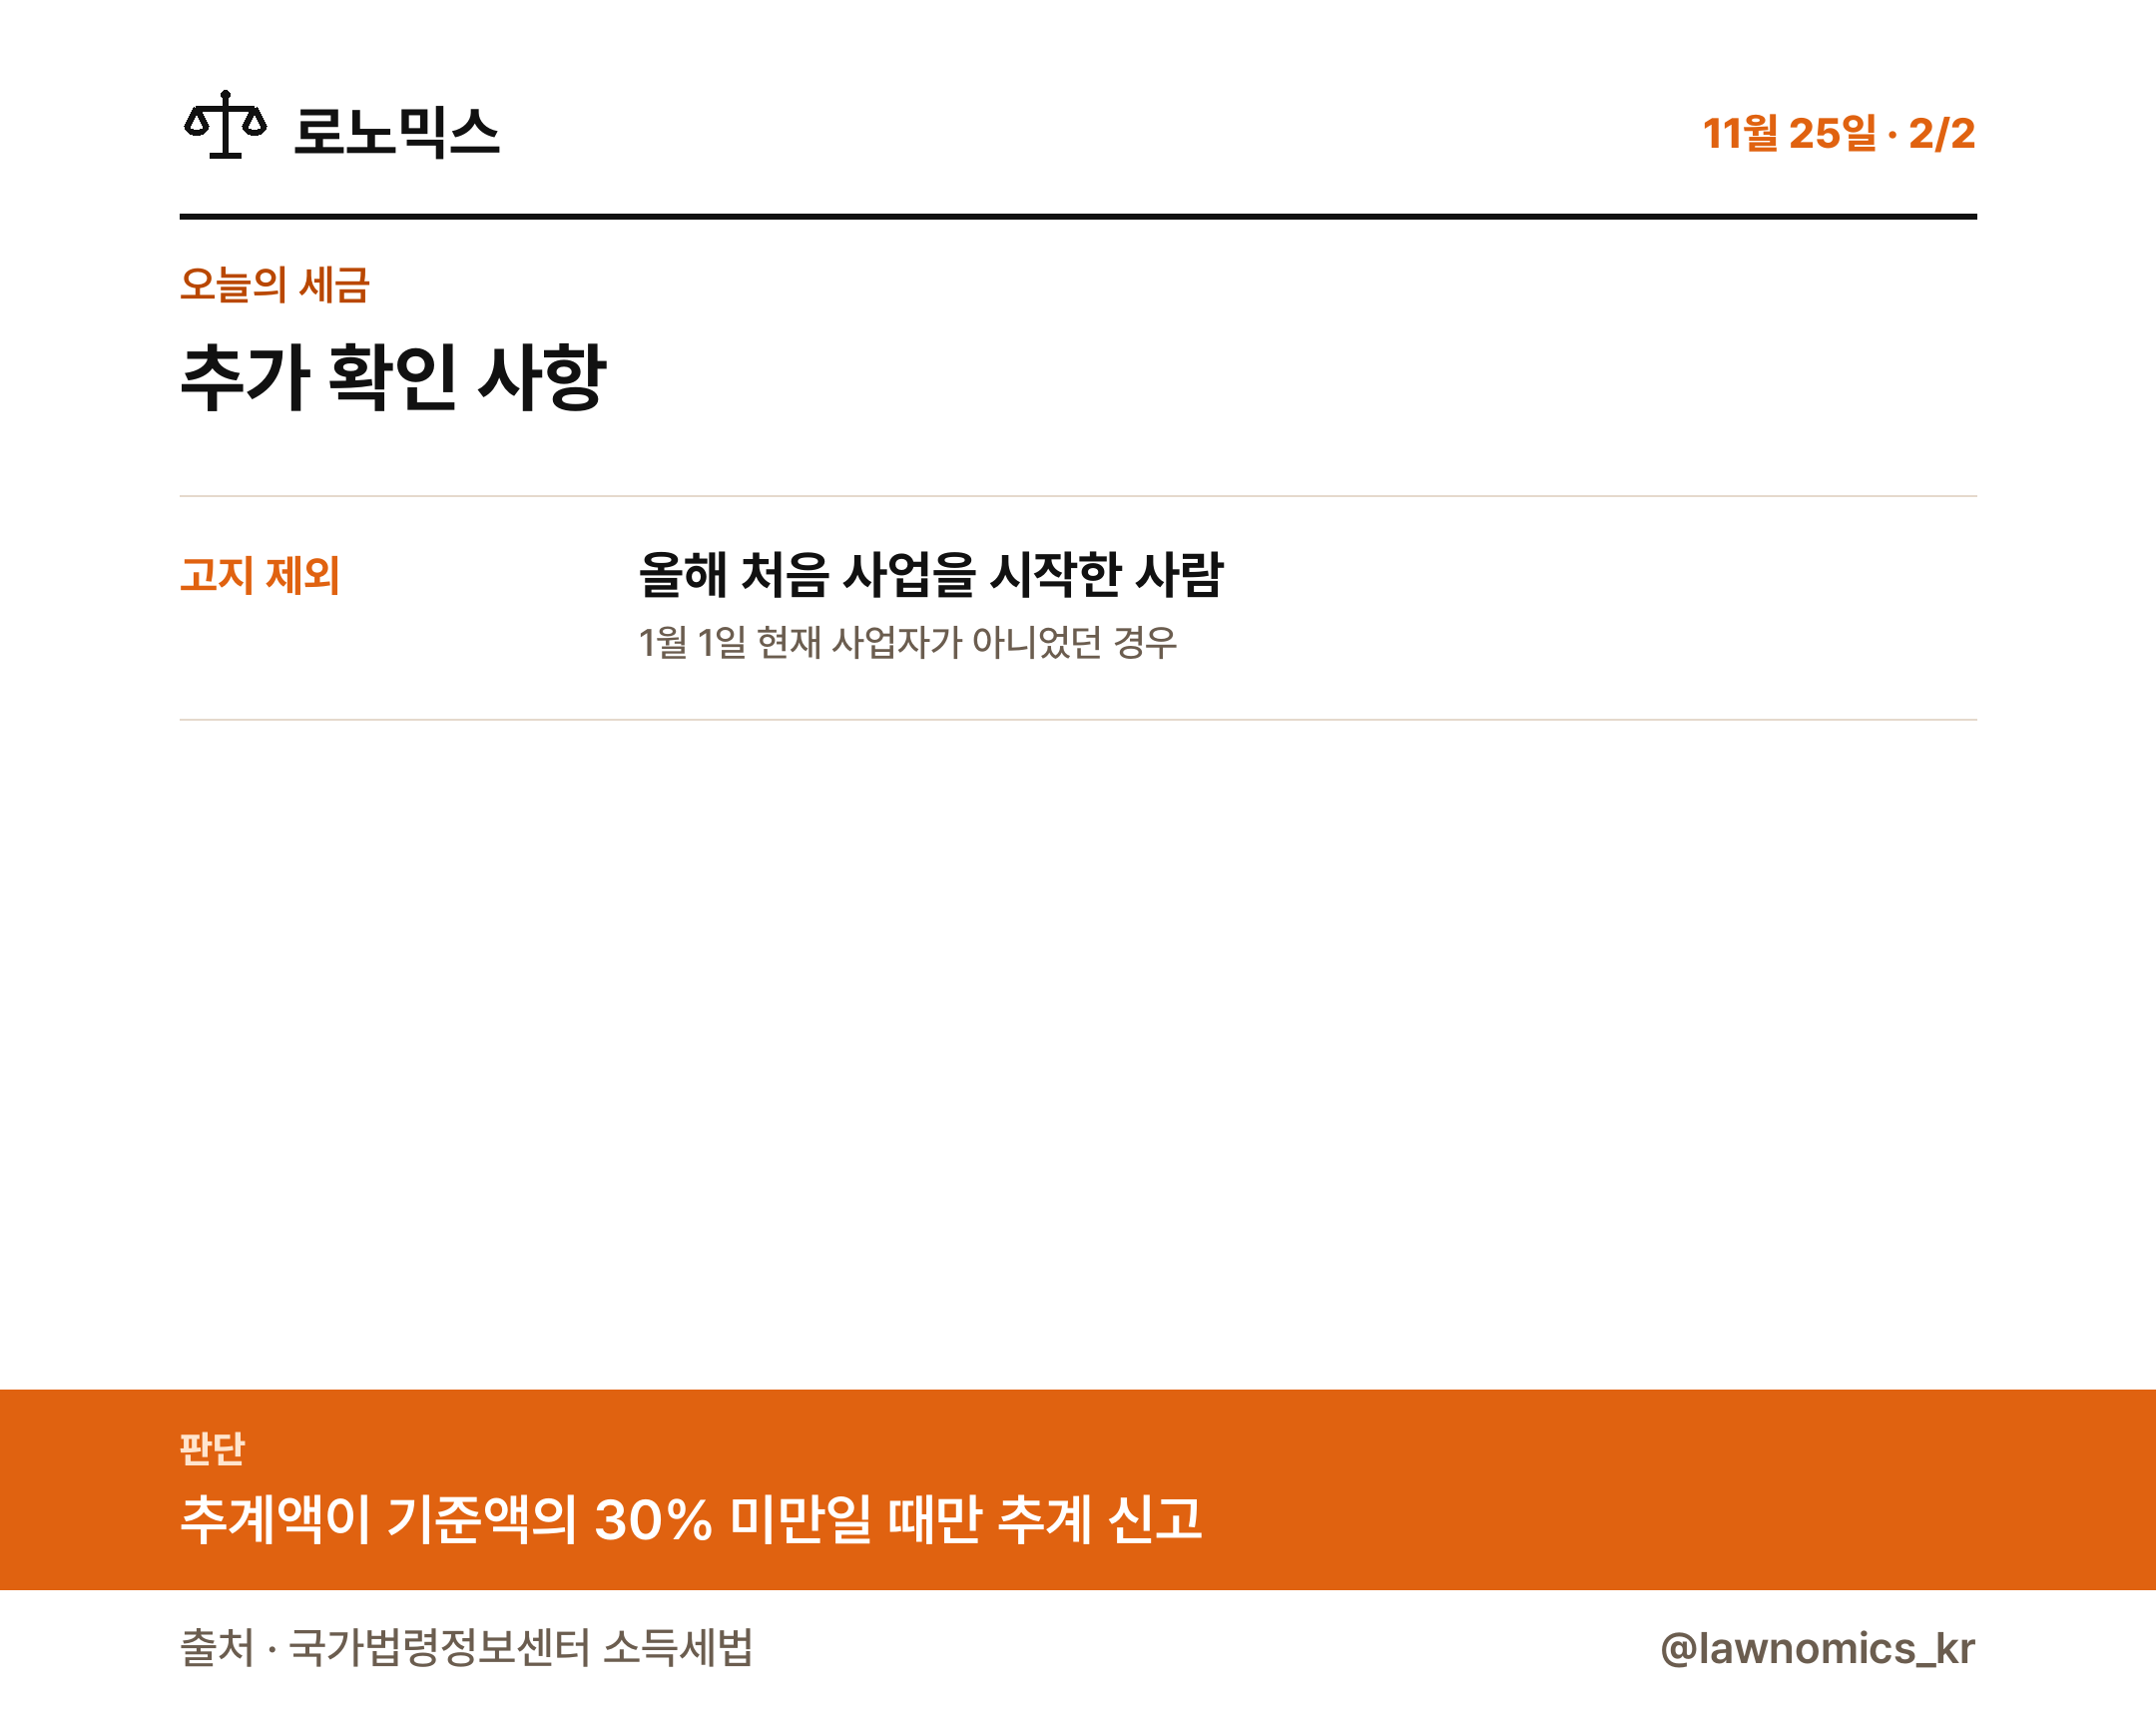 로노믹스
11월 25일 · 2/2
오늘의 세금
추가 확인 사항
고지 제외
올해 처음 사업을 시작한 사람
1월 1일 현재 사업자가 아니었던 경우
판단
추계액이 기준액의 30% 미만일 때만 추계 신고
출처 · 국가법령정보센터 소득세법
@lawnomics_kr